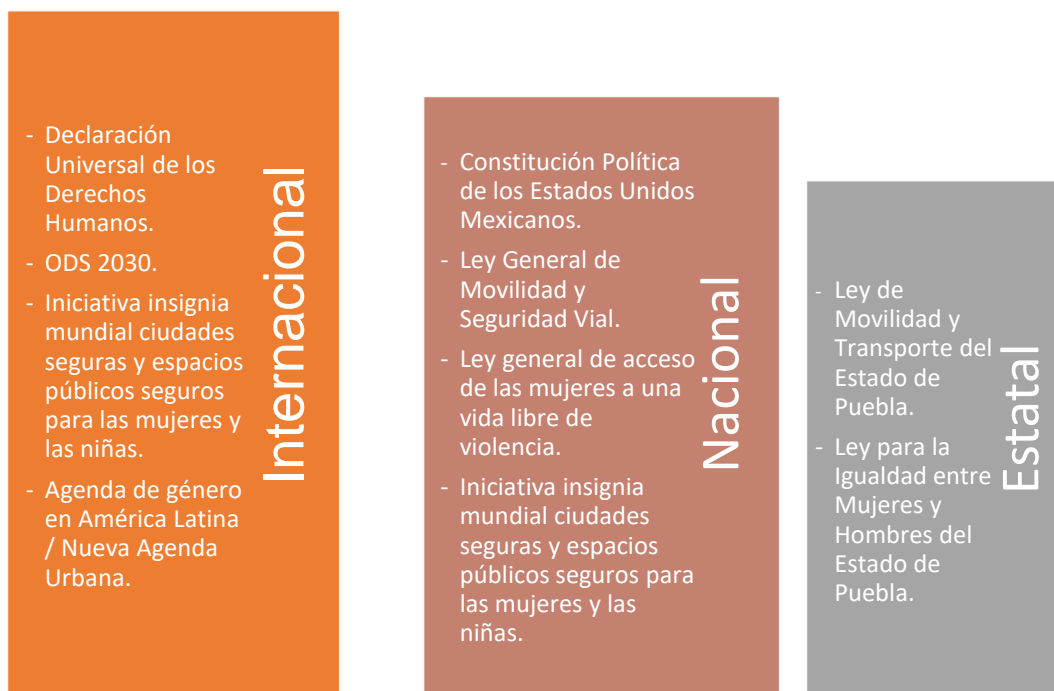 - Declaración
Universal de los
Derechos
Humanos.
- ODS 2030.
- Iniciativa insignia
mundial ciudades
seguras y espacios
públicos seguros
para las mujeres y
las niñas.
- Agenda de género
en América Latina
/ Nueva Agenda
Urbana.
Internacional
- Constitución Política
de los Estados Unidos
Mexicanos.
- Ley General de
Movilidad y
Seguridad Vial.
- Ley general de acceso
de las mujeres a una
vida libre de
violencia.
- Iniciativa insignia
mundial ciudades
seguras y espacios
públicos seguros para
las mujeres y las
niñas.
Nacional
- Ley de
Movilidad y
Transporte del
Estado de
Puebla.
- Ley para la
Igualdad entre
Mujeres y
Hombres del
Estado de
Puebla.
Estatal